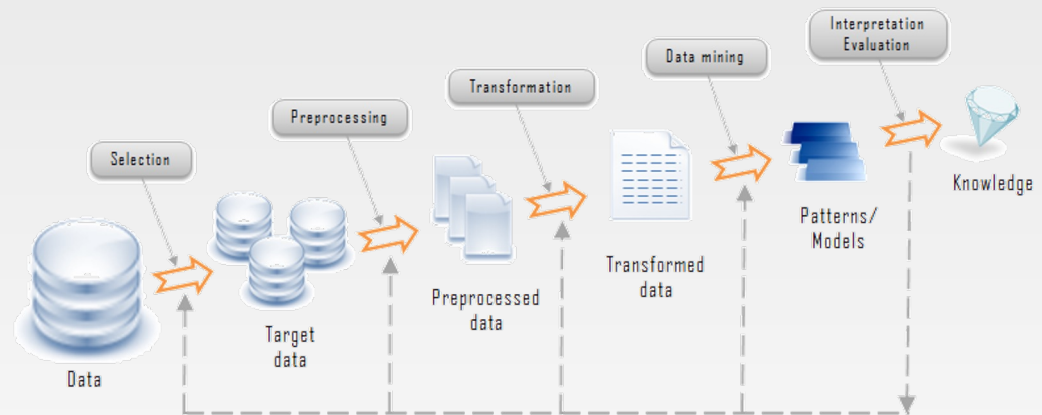 Interpretation
Evaluation
Data mining
Transformation
Preprocessing
Selection
Data
Target
data
Preprocessed
data
Transformed
data
Patterns/
Models
Knowledge